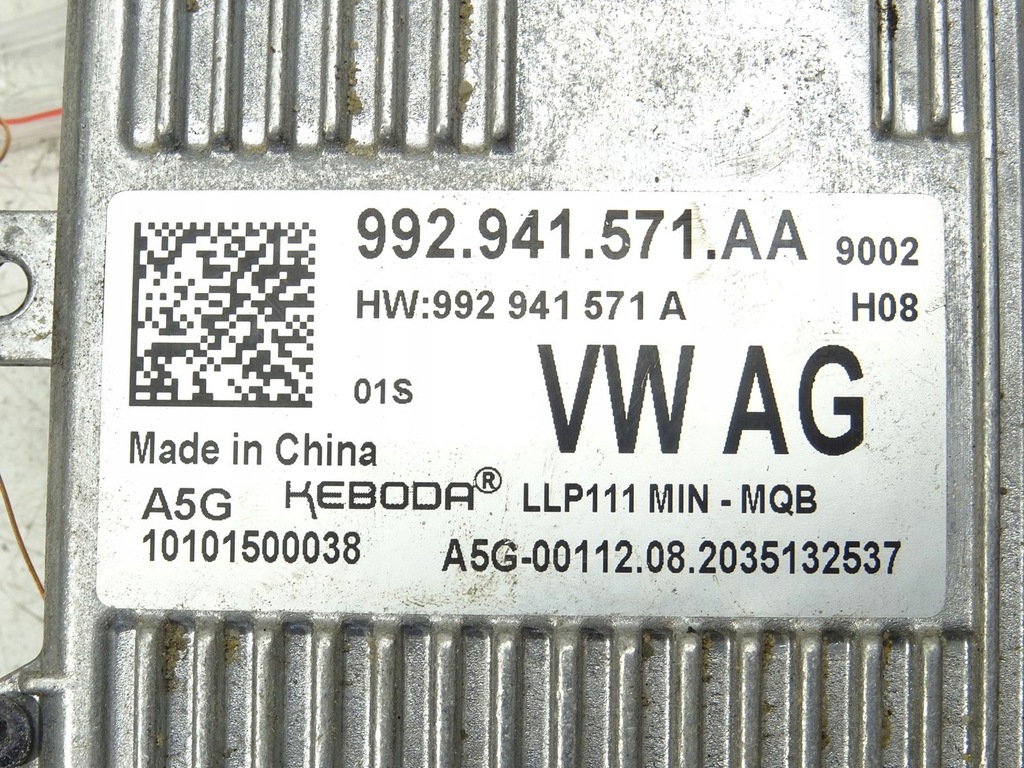 992.941.571.AA 9002
HW:992 941 571 A H08
01S VW AG
Made in China
A5G KEBODA® LLP111 MIN - MQB
10101500038 A5G-00112.08.2035132537